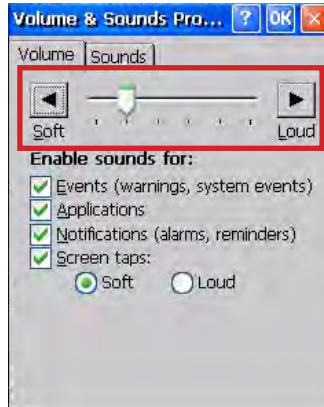 Volume & Sounds Pro... ? OK ×
Volume Sounds
Soft Loud
Enable sounds for:
Events (warnings, system events)
Applications
Notifications (alarms, reminders)
Screen taps:
Soft Loud